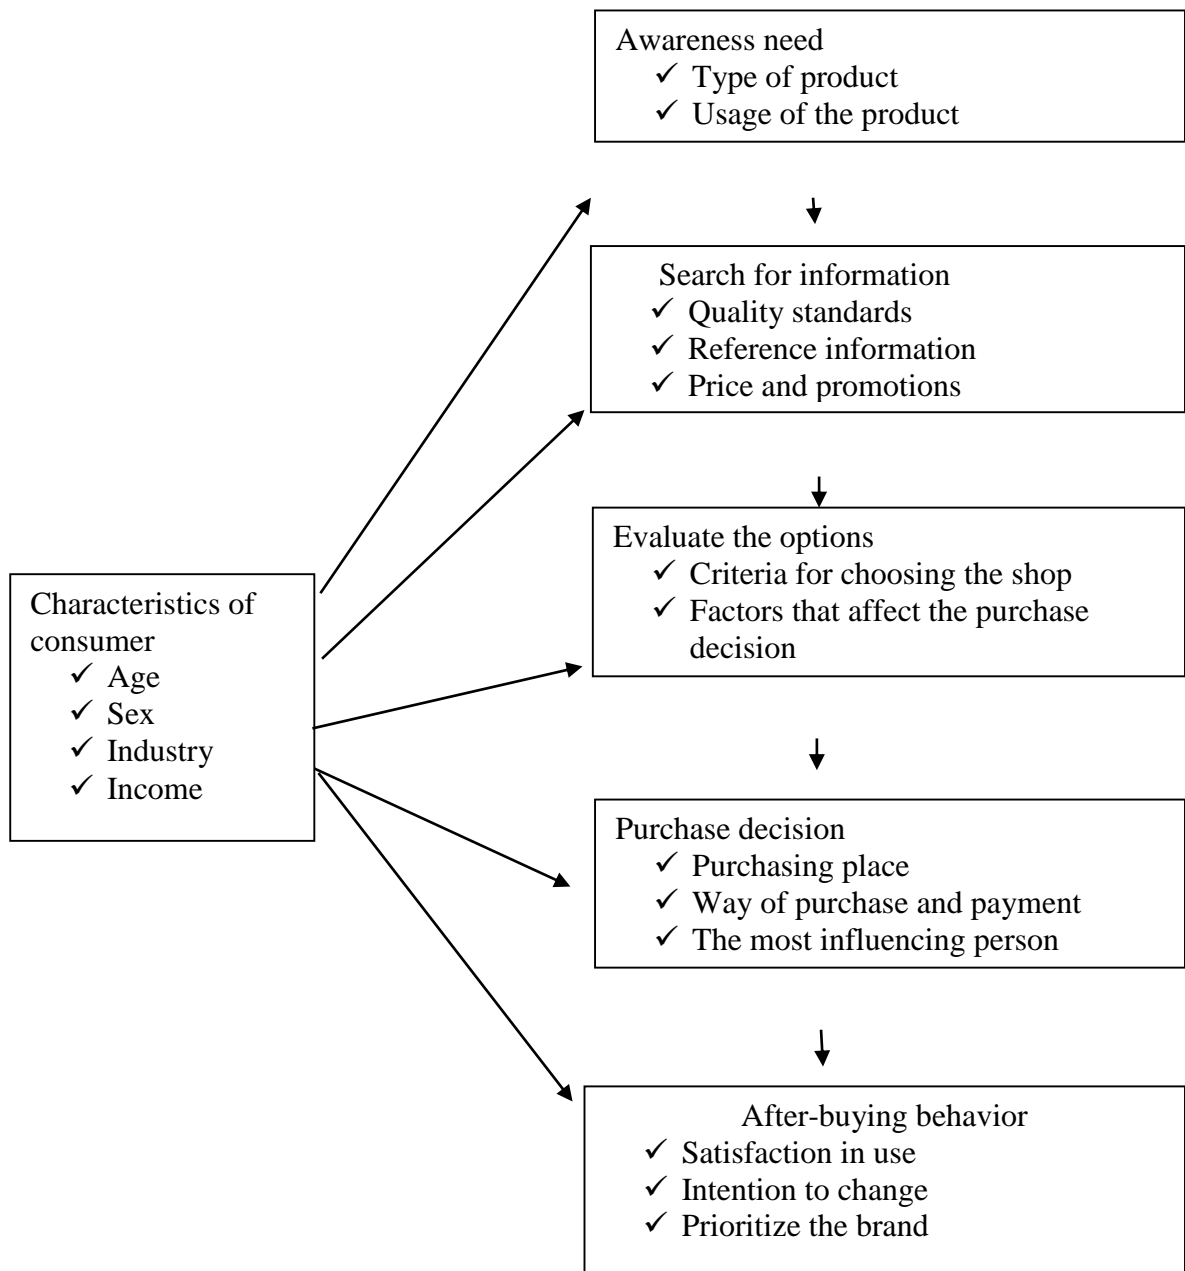 Awareness need
✓ Type of product
✓ Usage of the product
Search for information
✓ Quality standards
✓ Reference information
✓ Price and promotions
Evaluate the options
✓ Criteria for choosing the shop
✓ Factors that affect the purchase
decision
Characteristics of
consumer
✓ Age
✓ Sex
✓ Industry
✓ Income
Purchase decision
✓ Purchasing place
✓ Way of purchase and payment
✓ The most influencing person
After-buying behavior
✓ Satisfaction in use
✓ Intention to change
✓ Prioritize the brand